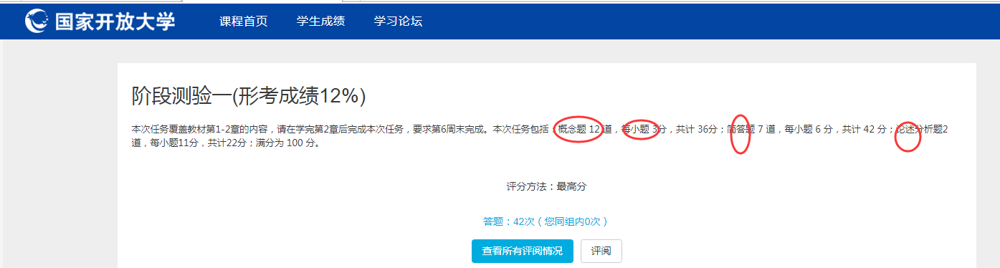 国家开放大学 课程首页 学生成绩 学习论坛
阶段测验一(形考成绩12%)
本次任务覆盖教材第1-2章的内容，请在学完第2章后完成本次任务，要求第6周末完成。本次任务包括：概念题 12 道，每小题 3分，共计 36分；简答题 7 道，每小题 6 分，共计 42 分；论述分析题2
道，每小题11分，共计22分；满分为 100 分。
评分方法：最高分
答题：42次（您同组内0次）
查看所有评阅情况 评阅